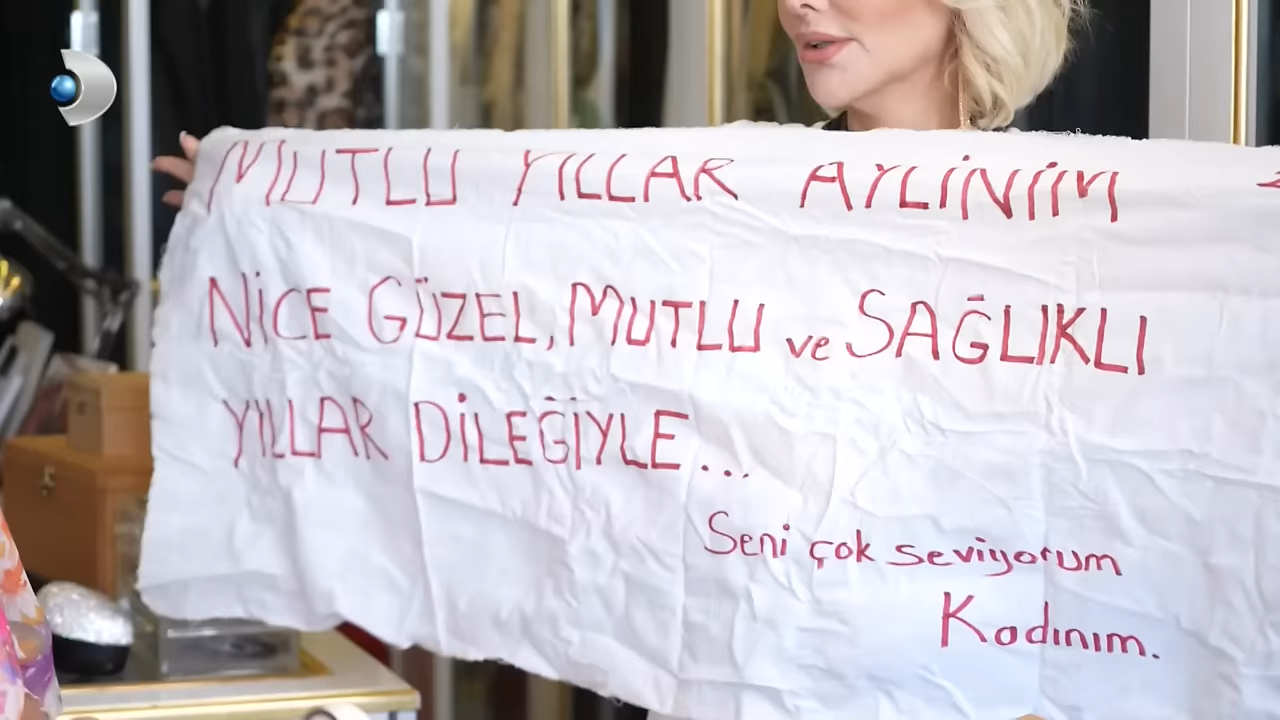 MUTLU YILLAR AYLİNİM
NİCE GÜZEL, MUTLU ve SAĞLIKLI
YILLAR DİLEĞİYLE...
Seni çok seviyorum
Kadınım.